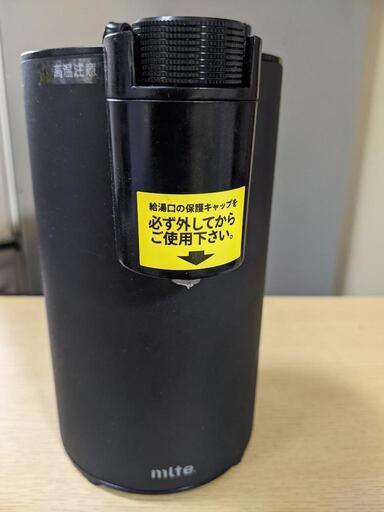 高温注意
給湯口の保護キャップを
必ず外してから
ご使用下さい。
mlte